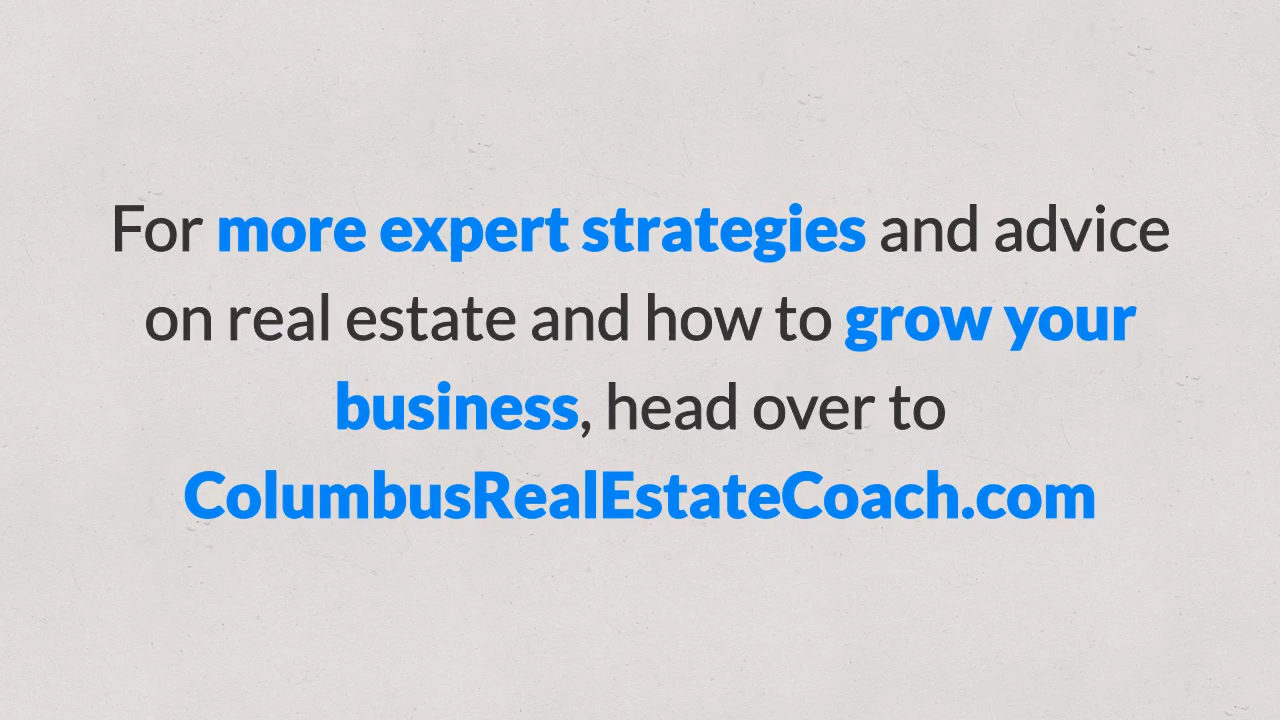 For more expert strategies and advice
on real estate and how to grow your
business, head over to
ColumbusRealEstateCoach.com